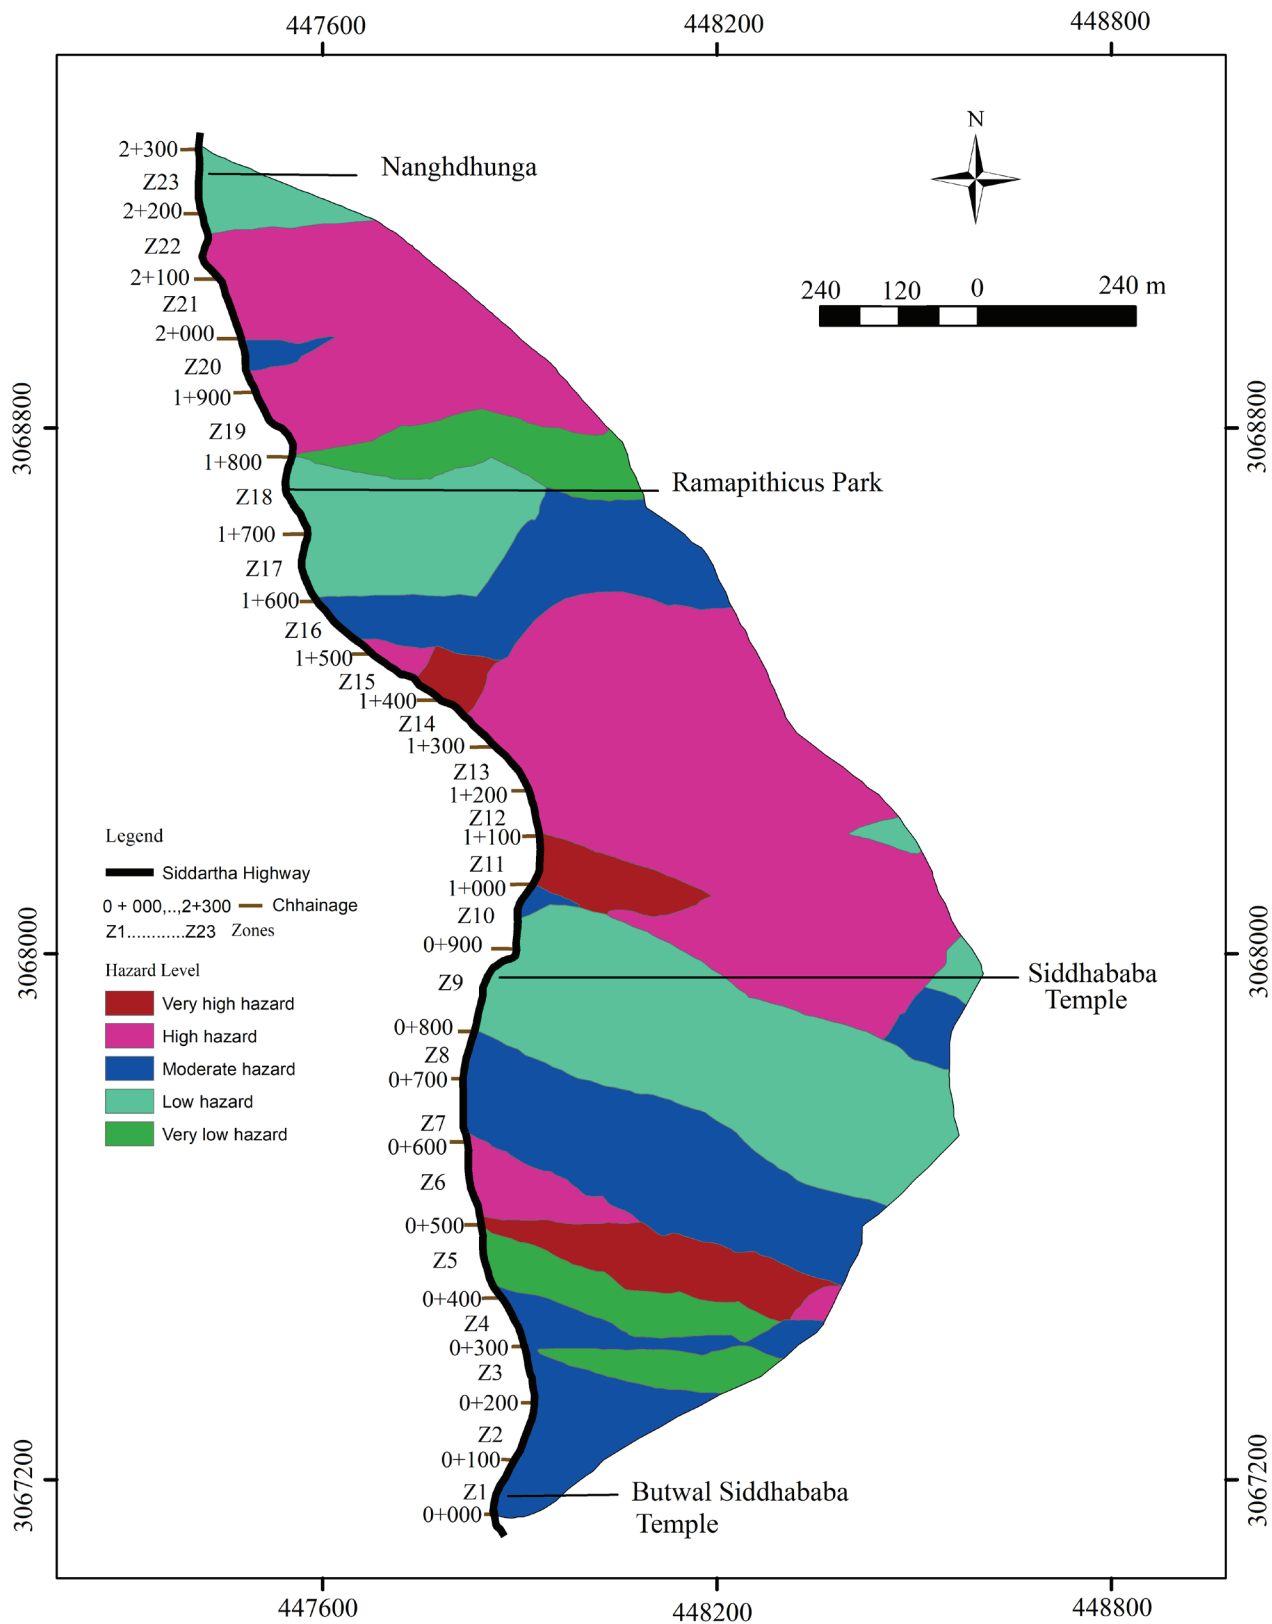 447600
448200
448800
N
2+300
Nanghdhunga
Z23
2+200
Z22
2+100
240
120
0
240 m
Z21
2+000
Z20
1+900
3068800
3068800
Z19
1+800
Ramapithicus Park
Z18
1+700
Z17
1+600
Z16
1+500
Z15
1+400
Z14
1+300
Z13
1+200
Z12
1+100
Z11
1+000
Z10
0+900
Legend
Siddartha Highway
0 + 000,..,2+300
Chhainage
Z1............Z23
Zones
Hazard Level
Very high hazard
High hazard
Moderate hazard
Low hazard
Very low hazard
3068000
3068000
Siddhababa
Temple
Z9
0+800
Z8
0+700
Z7
0+600
Z6
0+500
Z5
0+400
Z4
0+300
Z3
0+200
Z2
0+100
Z1
0+000
Butwal Siddhababa
Temple
3067200
3067200
447600
448200
448800